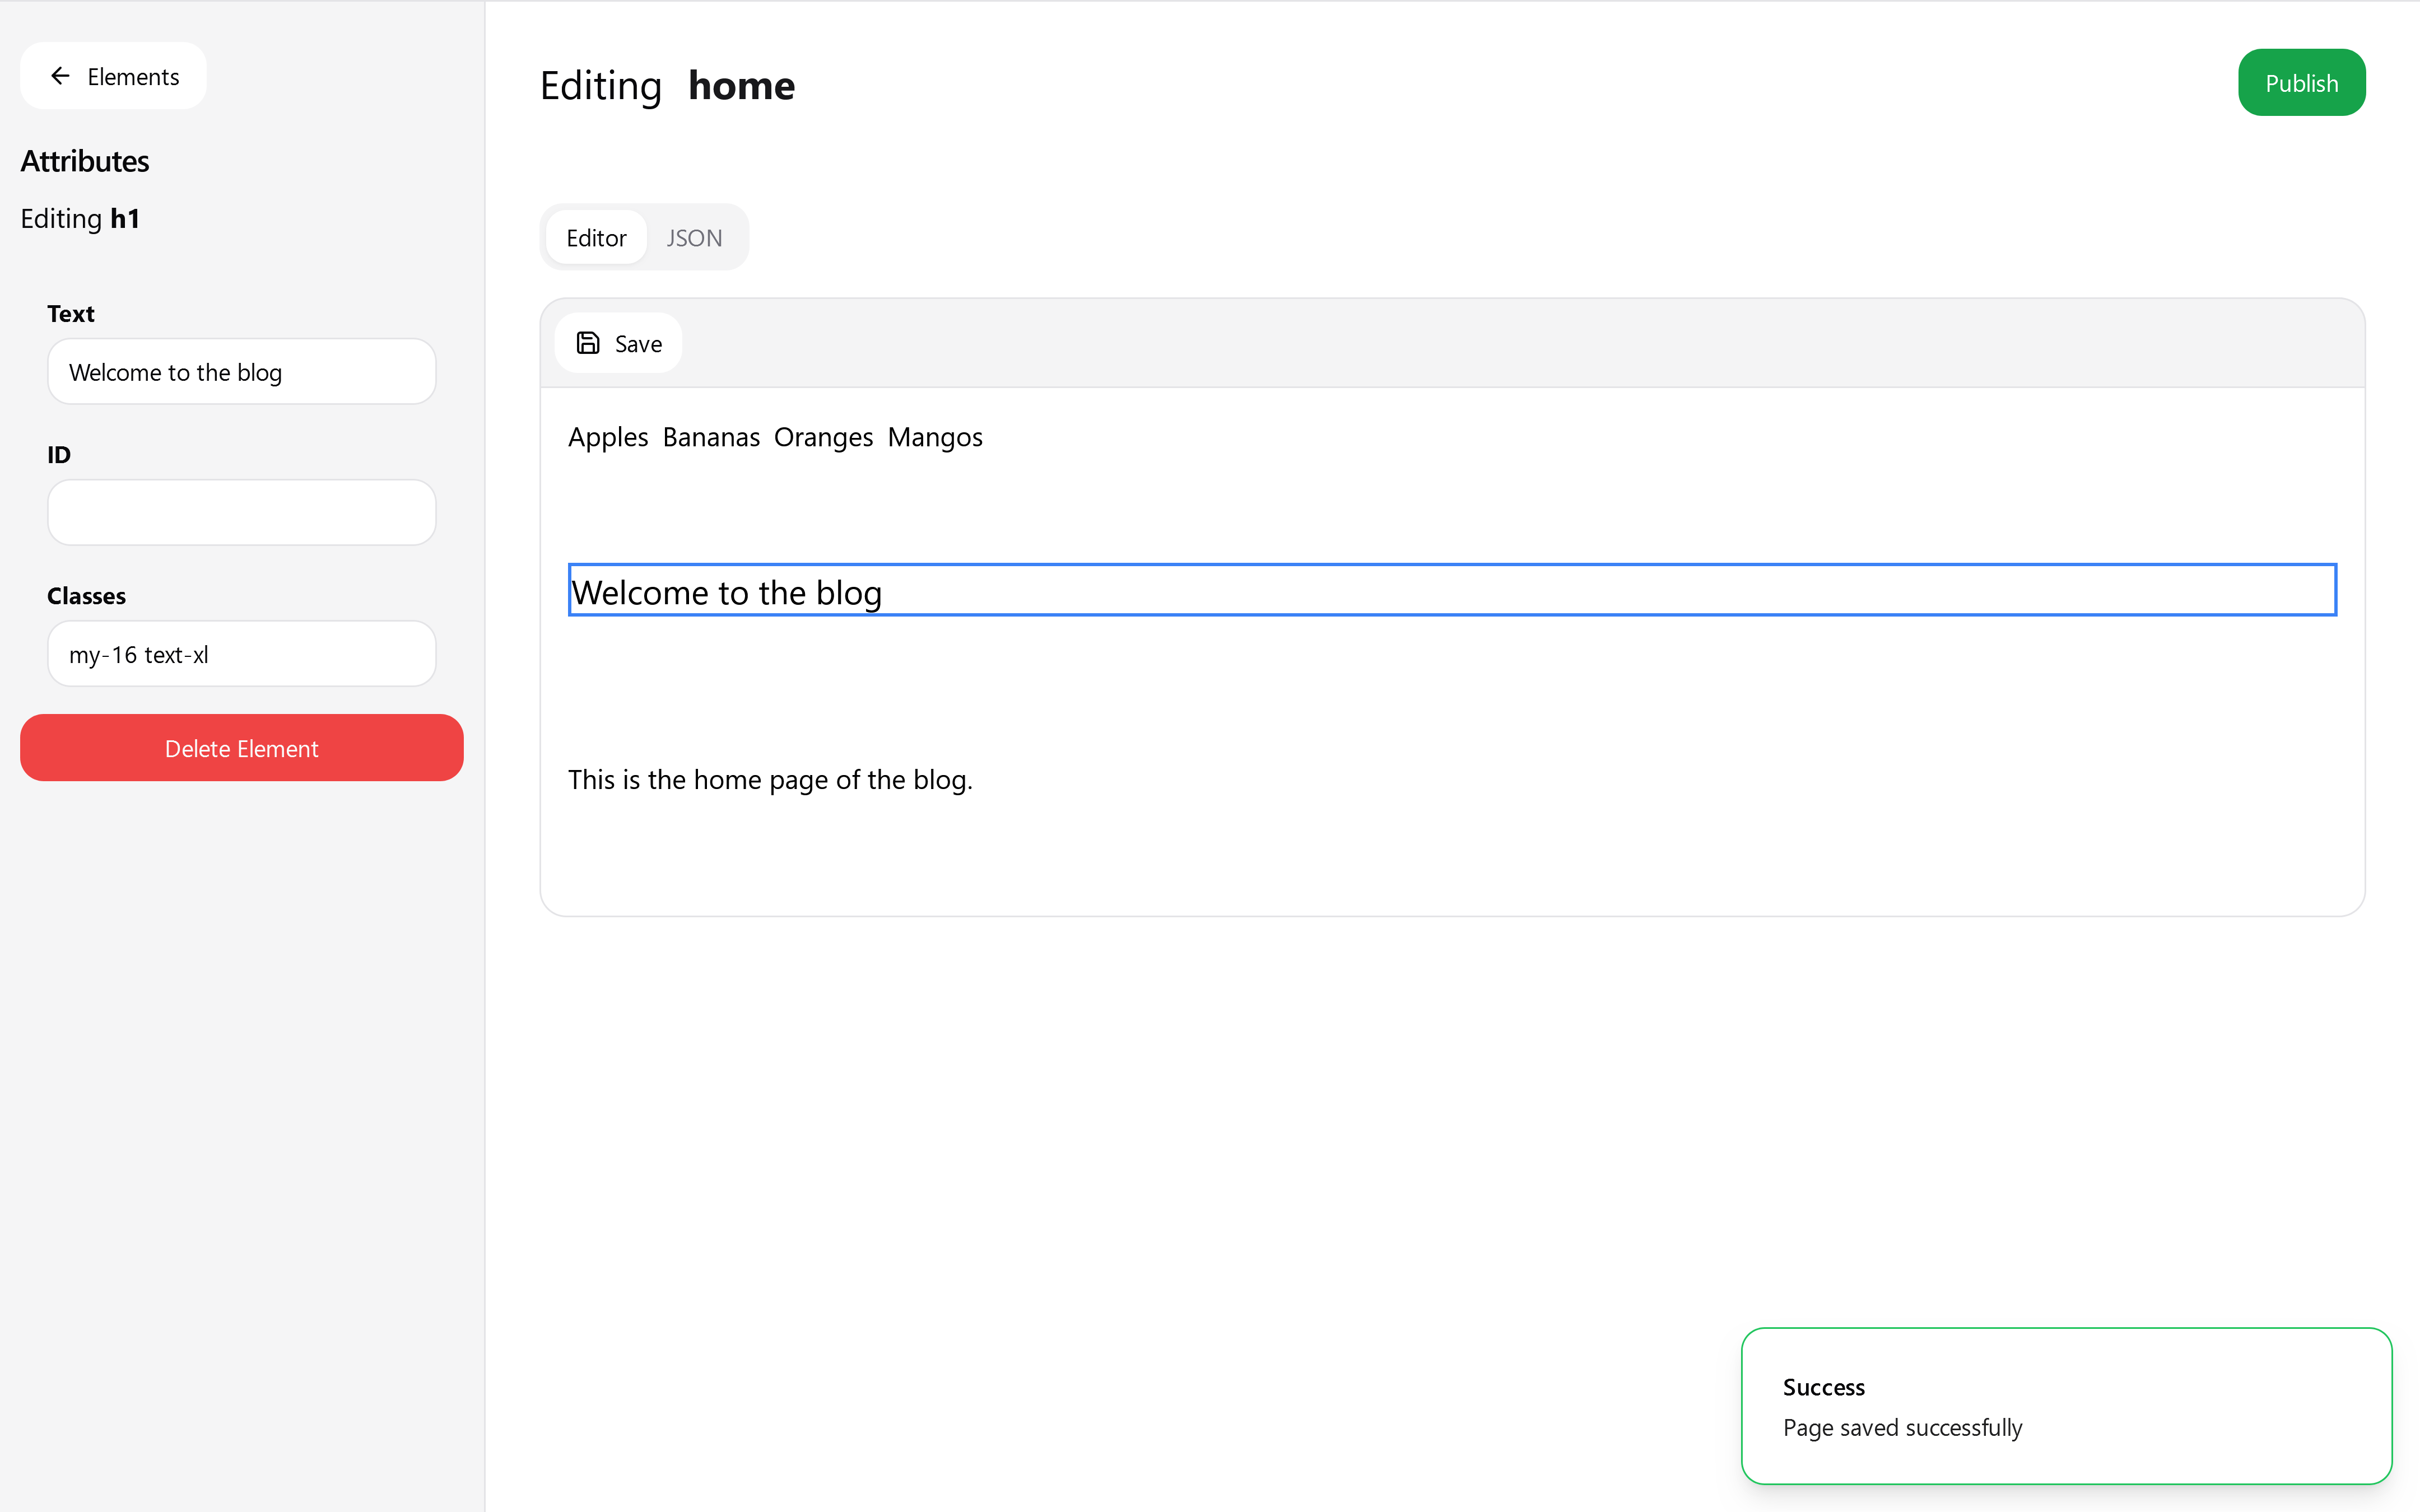 Elements
Attributes
Editing h1
Text
Welcome to the blog
ID
Classes
my-16 text-xl
Delete Element
Editing home
Publish
Editor JSON
Save
Apples Bananas Oranges Mangos
Welcome to the blog
This is the home page of the blog.
Success
Page saved successfully